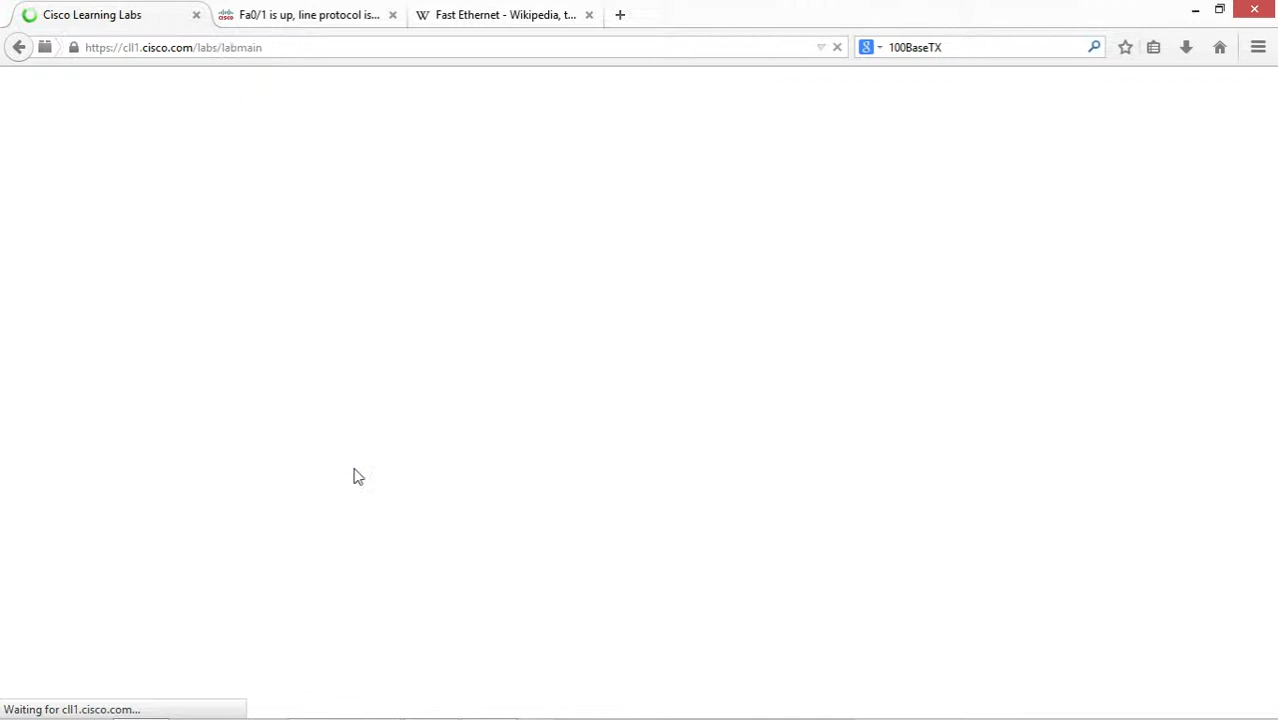 Cisco Learning Labs
Fa0/1 is up, line protocol is...
Fast Ethernet - Wikipedia, t...
https://cll1.cisco.com/labs/labmain
100BaseTX
Waiting for cll1.cisco.com...